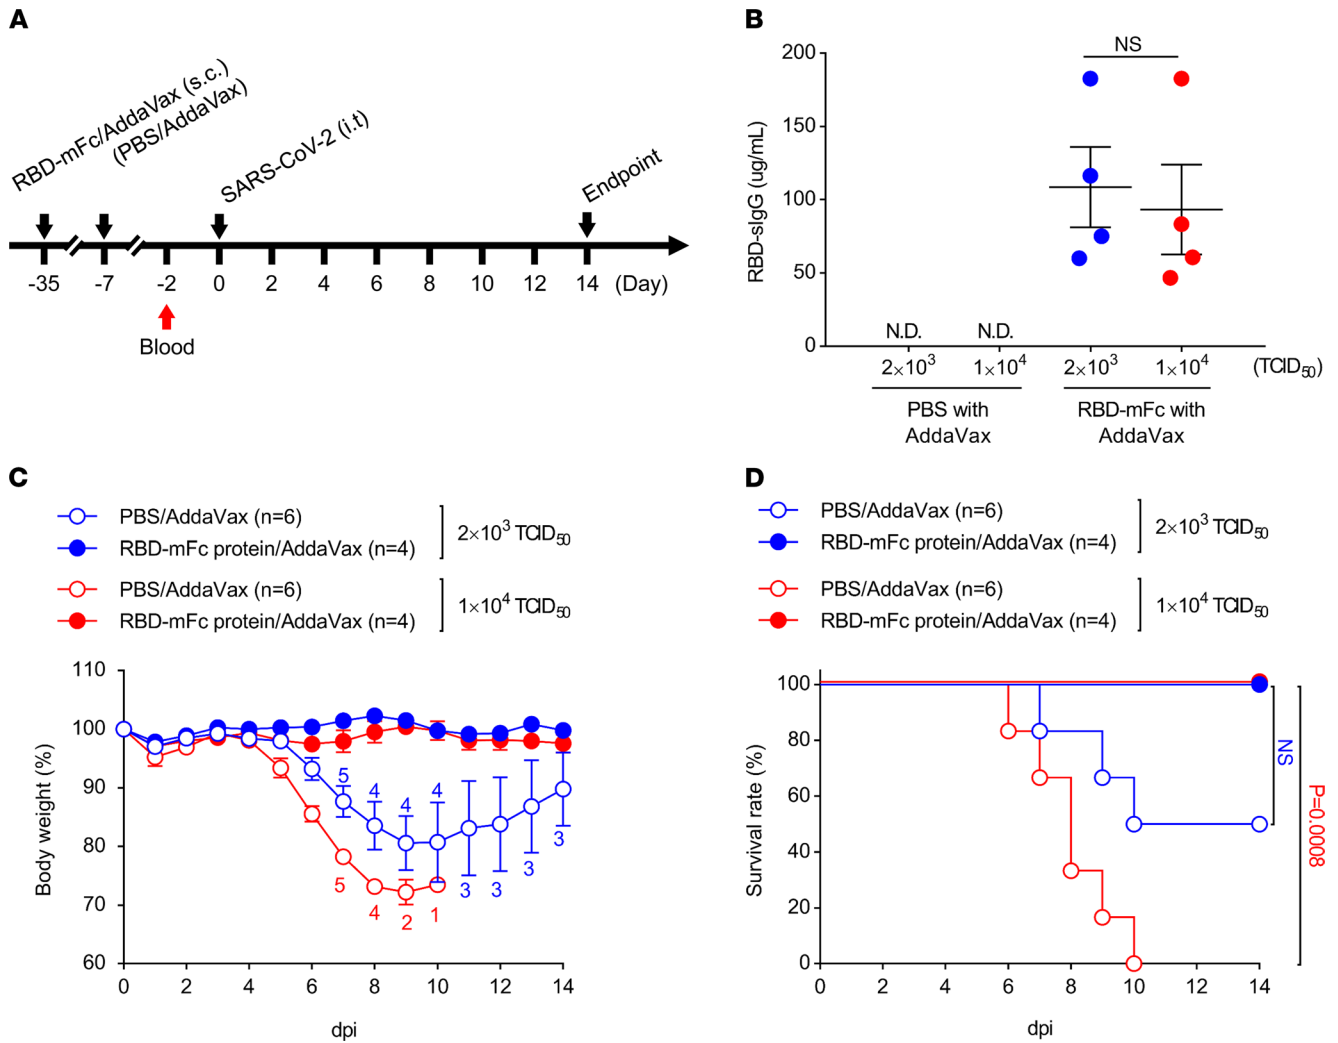 A
RBD-mFc/AddaVax (s.c.)
(PBS/AddaVax)
SARS-CoV-2 (i.t)
Endpoint
-35 -7 -2 0 2 4 6 8 10 12 14 (Day)
Blood
B
NS
200
150
100
50
0
RBD-sIgG (ug/mL)
N.D. N.D.
2×10³ 1×10⁴ 2×10³ 1×10⁴ (TCID₅₀)
PBS with
AddaVax
RBD-mFc with
AddaVax
C
PBS/AddaVax (n=6)
RBD-mFc protein/AddaVax (n=4)
2×10³ TCID₅₀
PBS/AddaVax (n=6)
RBD-mFc protein/AddaVax (n=4)
1×10⁴ TCID₅₀
110
100
90
80
70
60
Body weight (%)
5 4 4 4 3 3 3 3
5 4 2 1
0 2 4 6 8 10 12 14
dpi
D
PBS/AddaVax (n=6)
RBD-mFc protein/AddaVax (n=4)
2×10³ TCID₅₀
PBS/AddaVax (n=6)
RBD-mFc protein/AddaVax (n=4)
1×10⁴ TCID₅₀
100
80
60
40
20
0
Survival rate (%)
NS
P=0.0008
0 2 4 6 8 10 12 14
dpi